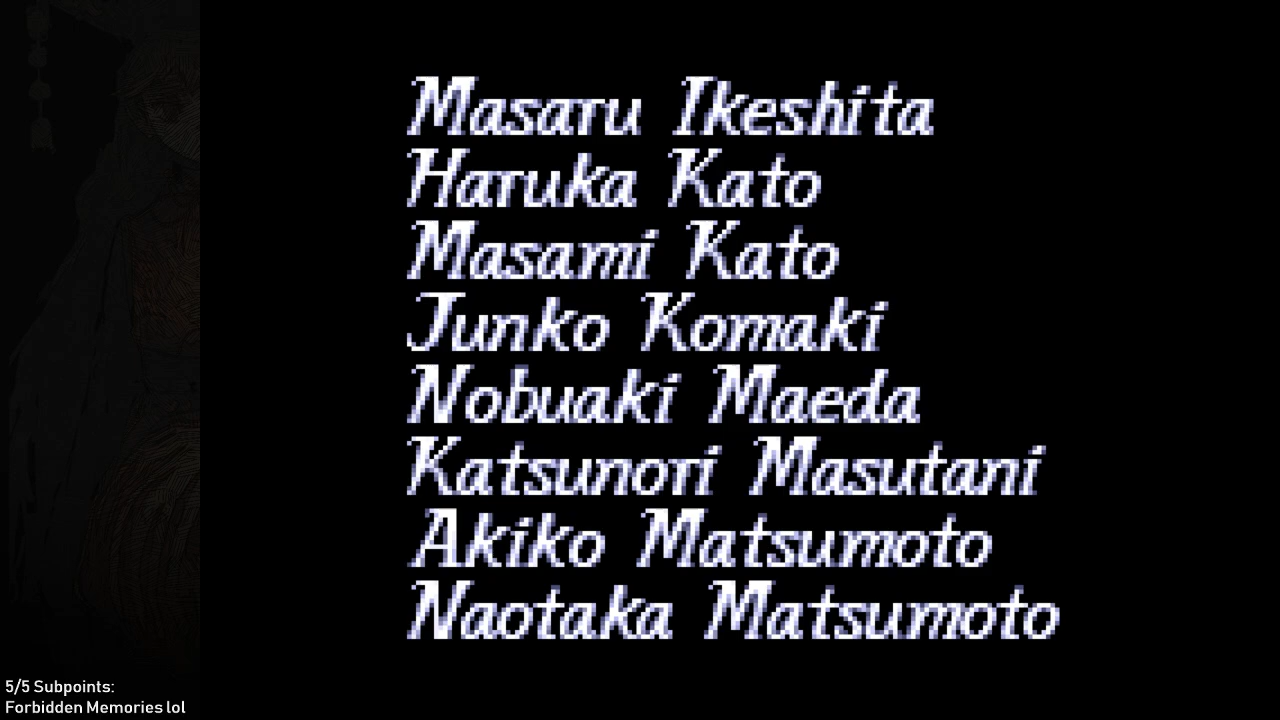 Masaru Ikeshita
Haruka Kato
Masami Kato
Junko Komaki
Nobuaki Maeda
Katsunori Masutani
Akiko Matsumoto
Naotaka Matsumoto
5/5 Subpoints:
Forbidden Memories lol